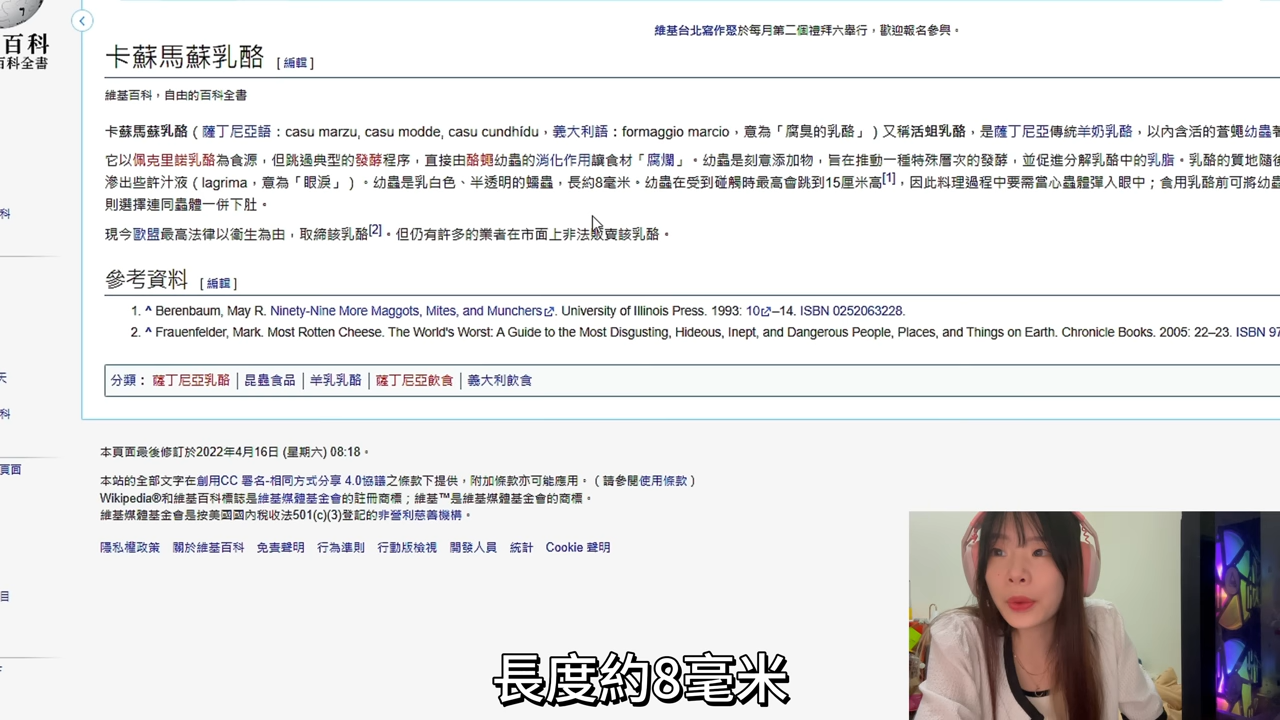 百科
百科全書
維基台北寫作聚於每月第二個禮拜六舉行，歡迎報名參與。
卡蘇馬蘇乳酪 [編輯]
維基百科，自由的百科全書
卡蘇馬蘇乳酪（薩丁尼亞語：casu marzu, casu modde, casu cundhídu，義大利語：formaggio marcio，意為「腐臭的乳酪」）又稱活蛆乳酪，是薩丁尼亞傳統羊奶乳酪，以內含活的蒼蠅幼蟲
它以佩克里諾乳酪為食源，但跳過典型的發酵程序，直接由酪蠅幼蟲的消化作用讓食材「腐爛」。幼蟲是刻意添加物，旨在推動一種特殊層次的發酵，並促進分解乳酪中的乳脂。乳酪的質地隨後
滲出些許汁液（lagrima，意為「眼淚」）。幼蟲是乳白色、半透明的蠕蟲，長約8毫米。幼蟲在受到碰觸時最高會跳到15厘米高[1]，因此料理過程中要需當心蟲體彈入眼中；食用乳酪前可將幼蟲
則選擇連同蟲體一併下肚。
現今歐盟最高法律以衛生為由，取締該乳酪[2]。但仍有許多的業者在市面上非法販賣該乳酪。
參考資料 [編輯]
1. ^ Berenbaum, May R. Ninety-Nine More Maggots, Mites, and Munchers. University of Illinois Press. 1993: 10–14. ISBN 0252063228.
2. ^ Frauenfelder, Mark. Most Rotten Cheese. The World's Worst: A Guide to the Most Disgusting, Hideous, Inept, and Dangerous People, Places, and Things on Earth. Chronicle Books. 2005: 22–23. ISBN 97
分類： 薩丁尼亞乳酪 | 昆蟲食品 | 羊乳乳酪 | 薩丁尼亞飲食 | 義大利飲食
科
天
科
頁面
目
本頁面最後修訂於2022年4月16日 (星期六) 08:18。
本站的全部文字在創用CC 署名-相同方式分享 4.0協議之條款下提供，附加條款亦可能應用。（請參閱使用條款）
Wikipedia®和維基百科標誌是維基媒體基金會的註冊商標；維基™是維基媒體基金會的商標。
維基媒體基金會是按美國國內稅收法501(c)(3)登記的非營利慈善機構。
隱私權政策 關於維基百科 免責聲明 行為準則 行動版檢視 開發人員 統計 Cookie 聲明
長度約8毫米